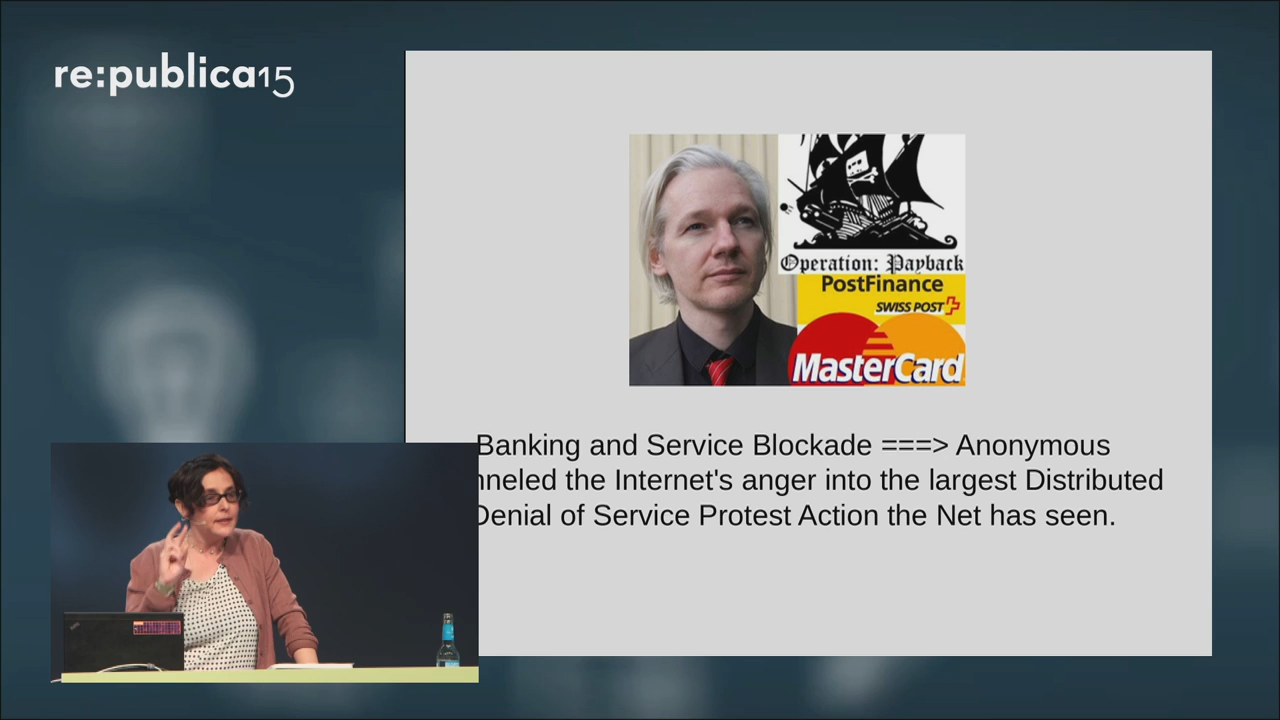 re:publica15
Operation: Payback
PostFinance
SWISS POST
MasterCard
Banking and Service Blockade ===> Anonymous
nneled the Internet's anger into the largest Distributed
Denial of Service Protest Action the Net has seen.